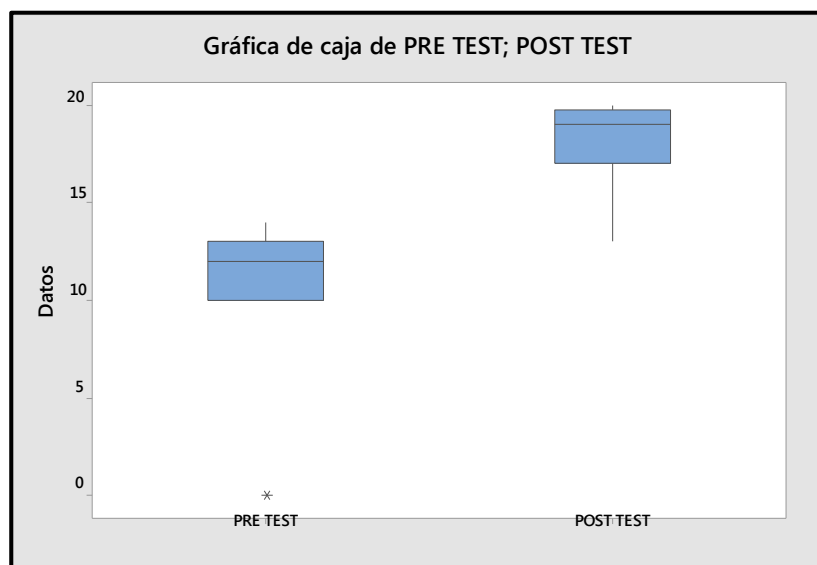 Gráfica de caja de PRE TEST; POST TEST
20
15
10
5
0
Datos
PRE TEST
POST TEST